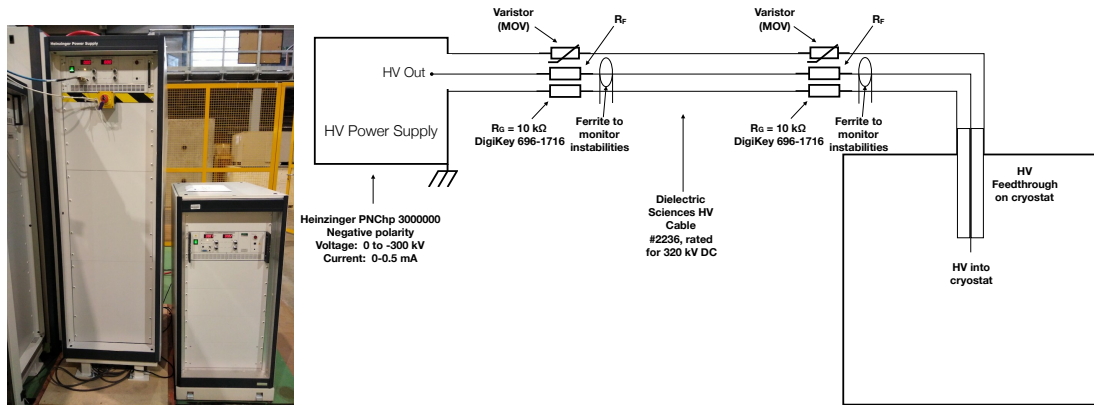 Heinzinger Power Supply
Varistor
(MOV)
RF
Varistor
(MOV)
RF
HV Out
HV Power Supply
RG = 10 kΩ
DigiKey 696-1716
Ferrite to
monitor
instabilities
RG = 10 kΩ
DigiKey 696-1716
Ferrite to
monitor
instabilities
Heinzinger PNChp 3000000
Negative polarity
Voltage: 0 to -300 kV
Current: 0-0.5 mA
Dielectric
Sciences HV
Cable
#2236, rated
for 320 kV DC
HV
Feedthrough
on cryostat
HV into
cryostat